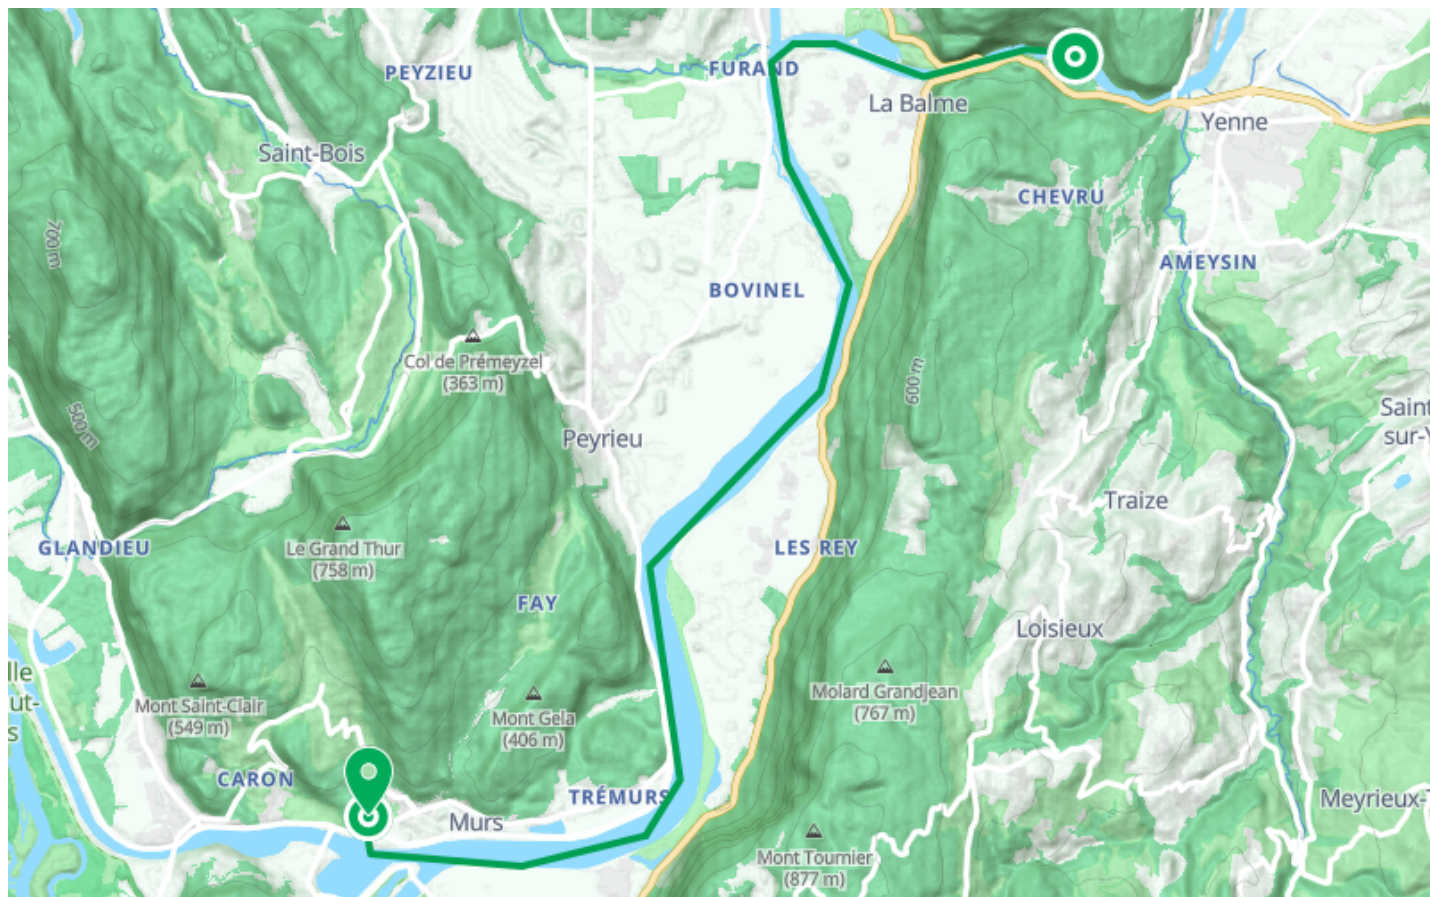 PEYZIEU
FURAND
La Balme
Yenne
Saint-Bois
CHEVRU
700 m
AMEYSIN
BOVINEL
Col de Prémeyzel
(363 m)
600 m
500 m
Saint
sur-Y
Peyrieu
Traize
GLANDIEU
Le Grand Thur
(758 m)
LES REY
FAY
Loisieux
lle
ut-
s
Mont Saint-Clair
(549 m)
Mont Gela
(406 m)
Molard Grandjean
(767 m)
CARON
TRÉMURS
Murs
Meyrieux-T
Mont Tournier
(877 m)